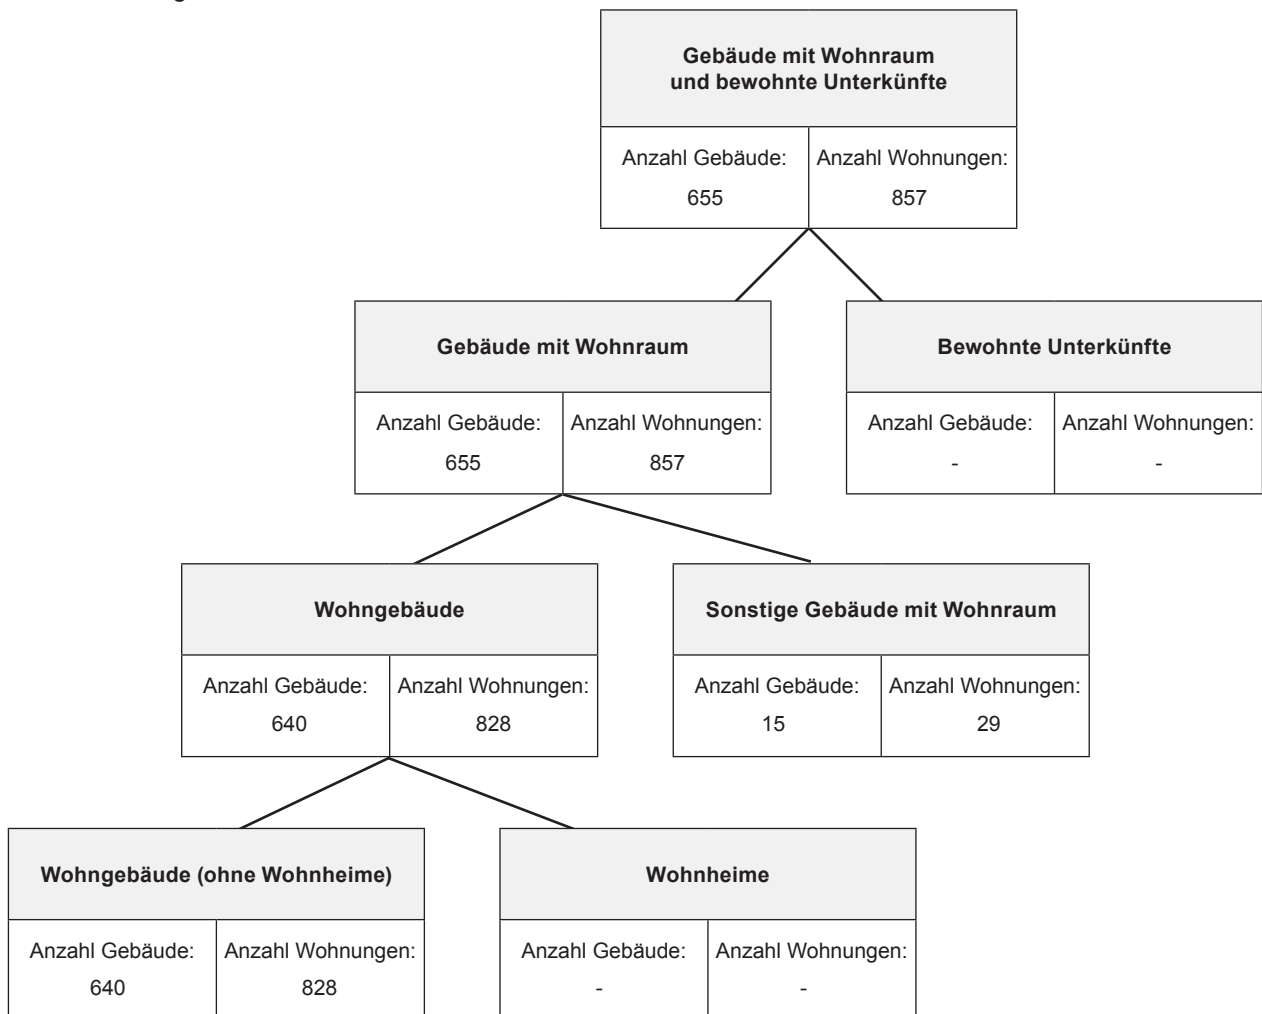 Gebäude mit Wohnraum
und bewohnte Unterkünfte
Anzahl Gebäude: Anzahl Wohnungen:
655 857
Gebäude mit Wohnraum Bewohnte Unterkünfte
Anzahl Gebäude: Anzahl Wohnungen: Anzahl Gebäude: Anzahl Wohnungen:
655 857 - -
Wohngebäude Sonstige Gebäude mit Wohnraum
Anzahl Gebäude: Anzahl Wohnungen: Anzahl Gebäude: Anzahl Wohnungen:
640 828 15 29
Wohngebäude (ohne Wohnheime) Wohnheime
Anzahl Gebäude: Anzahl Wohnungen: Anzahl Gebäude: Anzahl Wohnungen:
640 828 - -